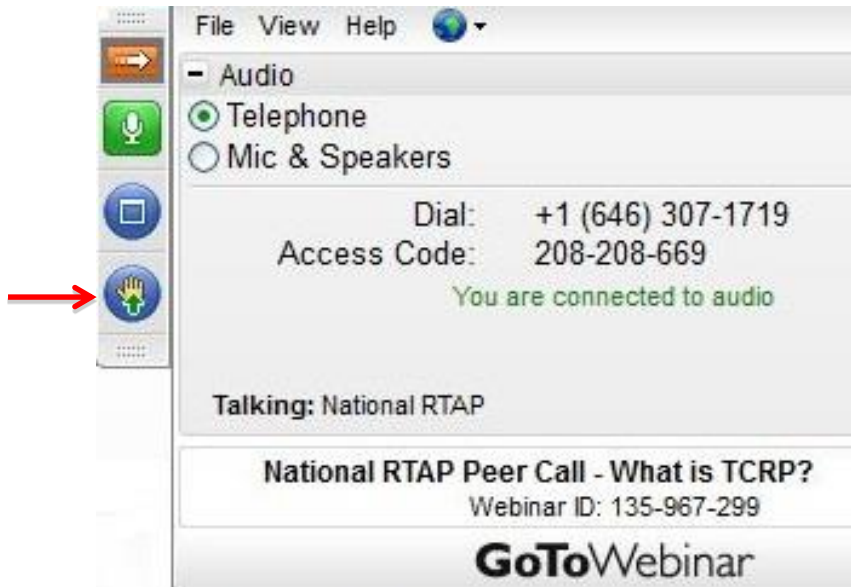 File View Help
- Audio
Telephone
Mic & Speakers
Dial: +1 (646) 307-1719
Access Code: 208-208-669
You are connected to audio
Talking: National RTAP
National RTAP Peer Call - What is TCRP?
Webinar ID: 135-967-299
GoToWebinar